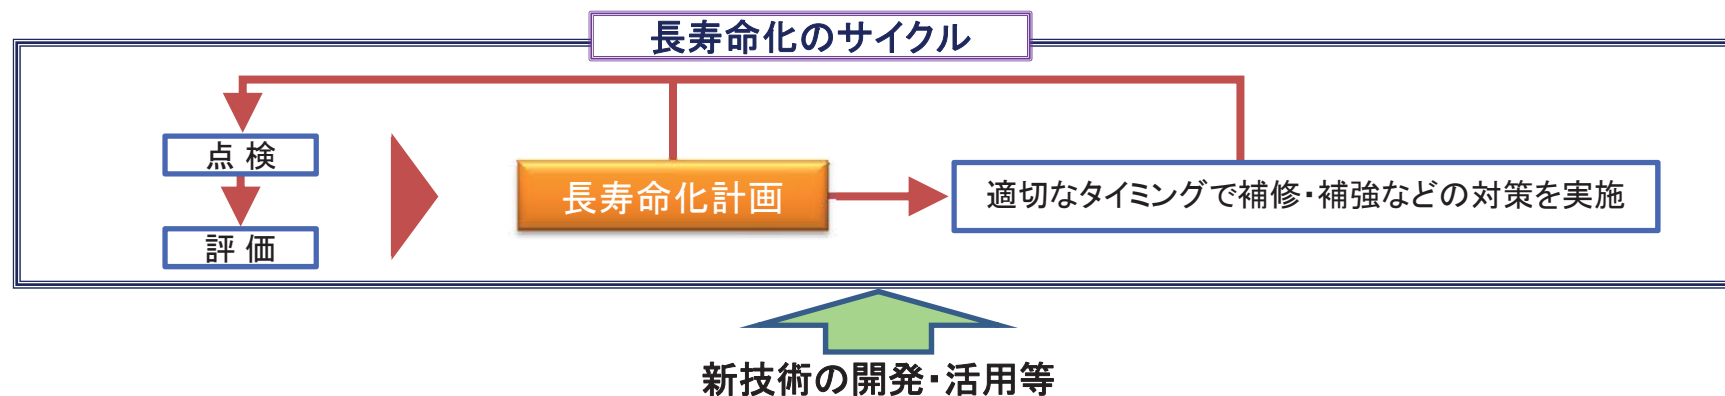 長寿命化のサイクル
点検
評価
長寿命化計画
適切なタイミングで補修・補強などの対策を実施
新技術の開発・活用等